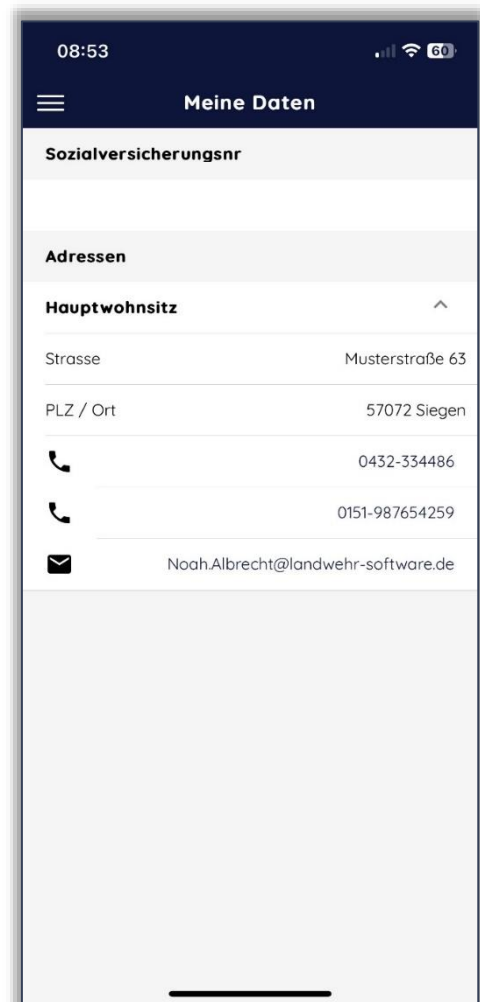 08:53
60
Meine Daten
Sozialversicherungsnr
Adressen
Hauptwohnsitz
Strasse Musterstraße 63
PLZ / Ort 57072 Siegen
0432-334486
0151-987654259
Noah.Albrecht@landwehr-software.de